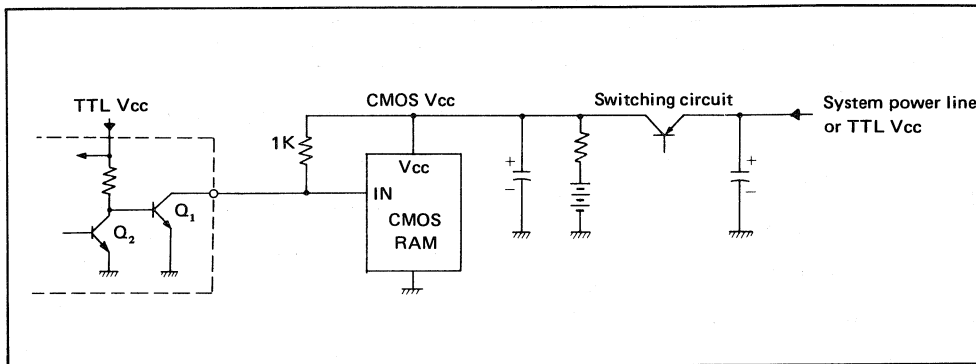 TTL Vcc
CMOS Vcc
Switching circuit
System power line
or TTL Vcc
1K
Vcc
IN
CMOS
RAM
Q₁
Q₂
+
−
+
−